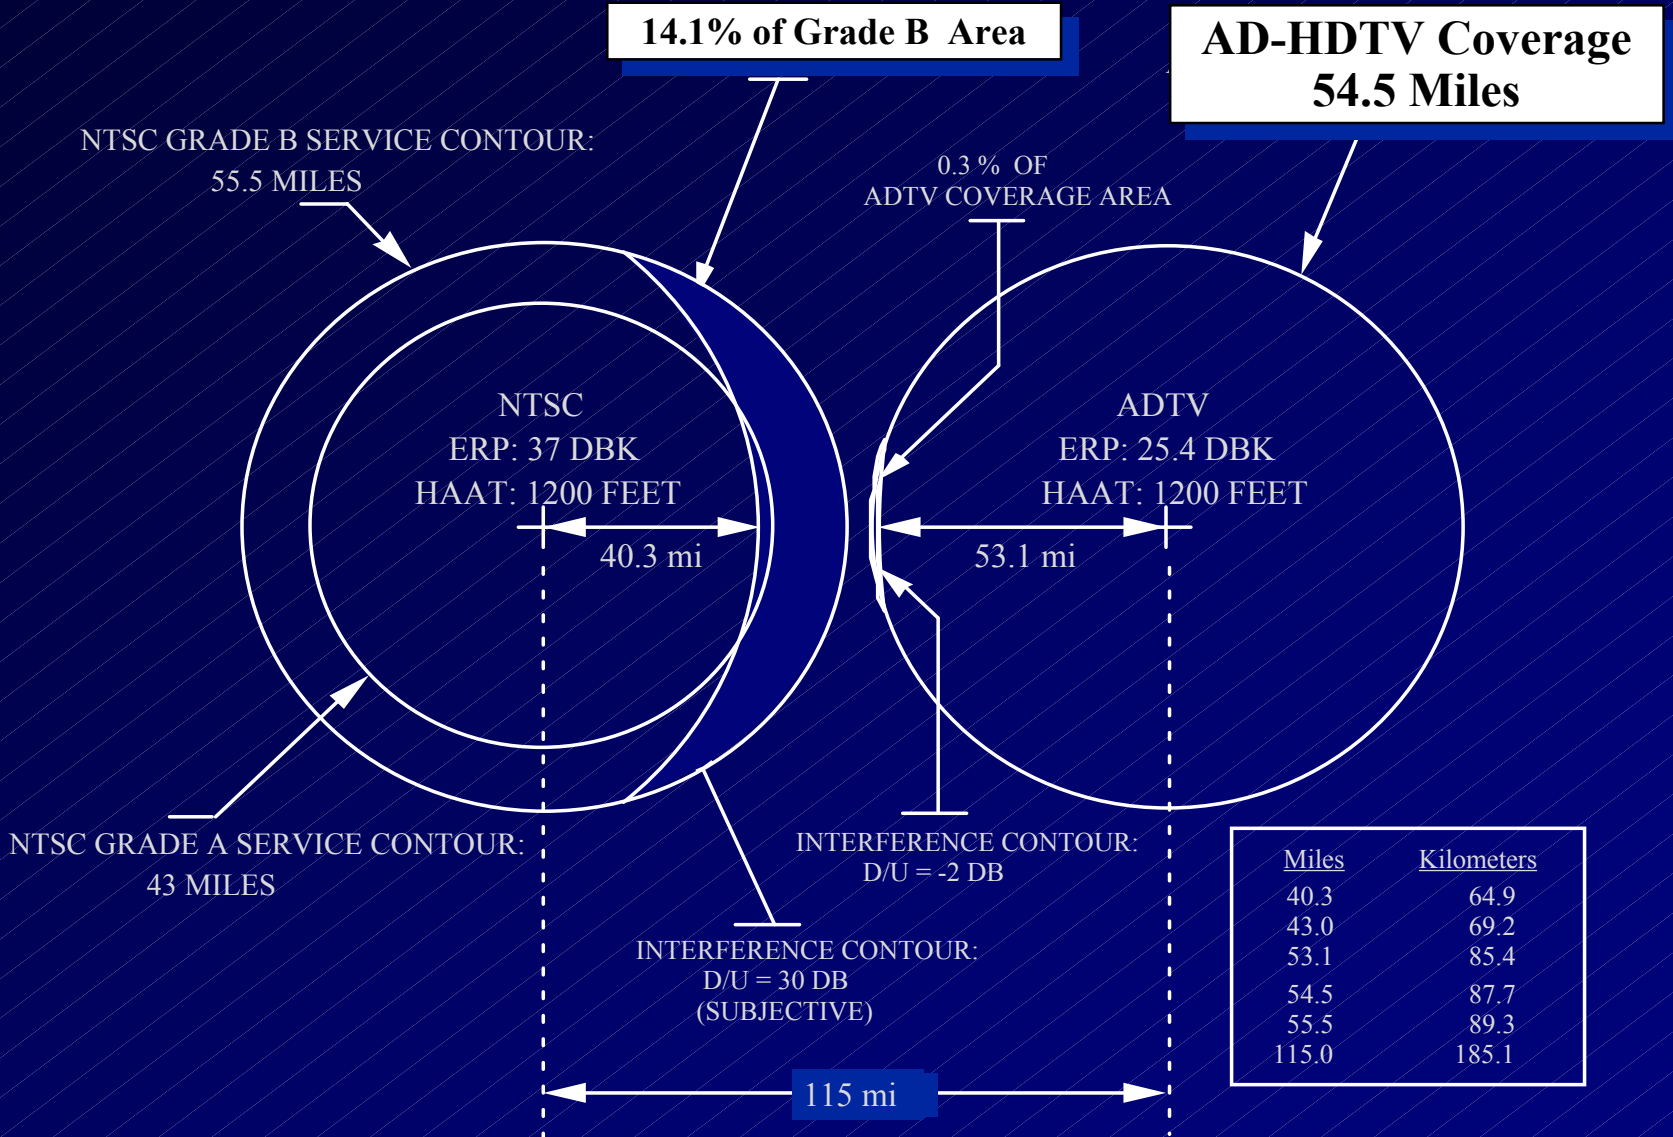 14.1% of Grade B Area
AD-HDTV Coverage
54.5 Miles
NTSC GRADE B SERVICE CONTOUR:
55.5 MILES
0.3 % OF
ADTV COVERAGE AREA
NTSC
ERP: 37 DBK
HAAT: 1200 FEET
40.3 mi
ADTV
ERP: 25.4 DBK
HAAT: 1200 FEET
53.1 mi
NTSC GRADE A SERVICE CONTOUR:
43 MILES
INTERFERENCE CONTOUR:
D/U = -2 DB
INTERFERENCE CONTOUR:
D/U = 30 DB
(SUBJECTIVE)
Miles Kilometers
40.3 64.9
43.0 69.2
53.1 85.4
54.5 87.7
55.5 89.3
115.0 185.1
115 mi